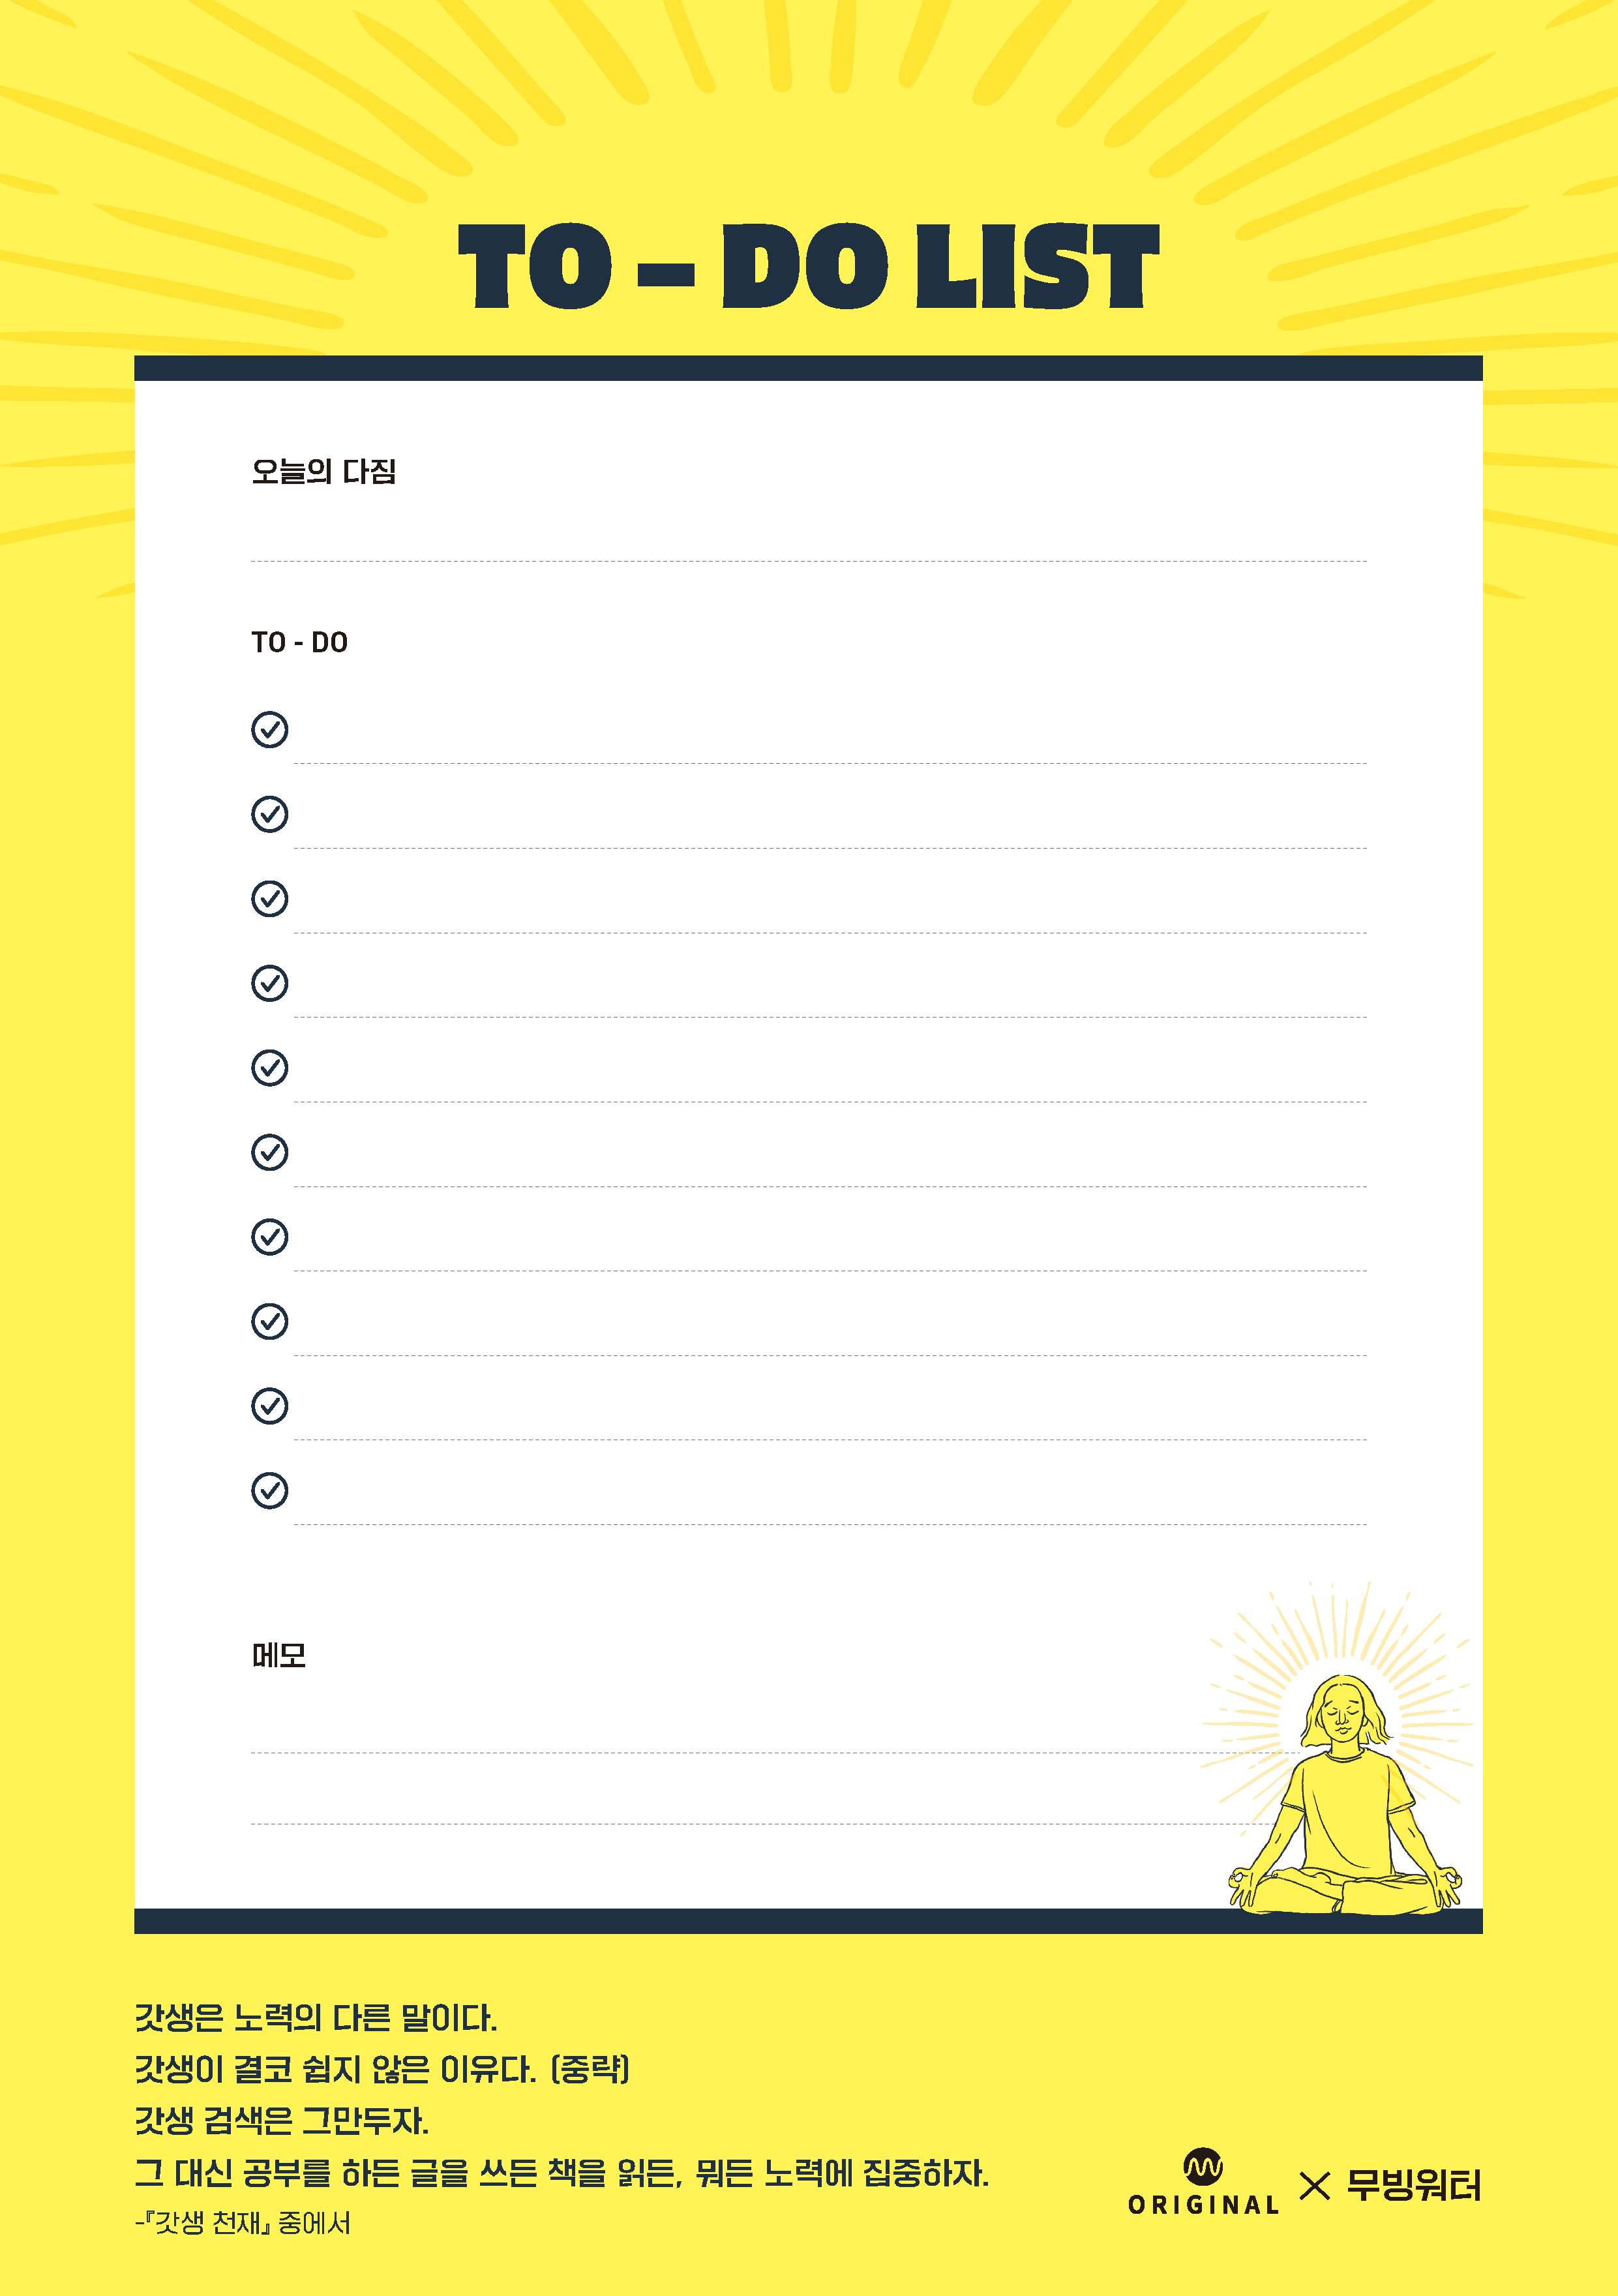 TO - DO LIST
오늘의 다짐
TO - DO
메모
갓생은 노력의 다른 말이다.
갓생이 결코 쉽지 않은 이유다. (중략)
갓생 검색은 그만두자.
그 대신 공부를 하든 글을 쓰든 책을 읽든, 뭐든 노력에 집중하자.
-『갓생 천재』 중에서
ORIGINAL × 무빙워터